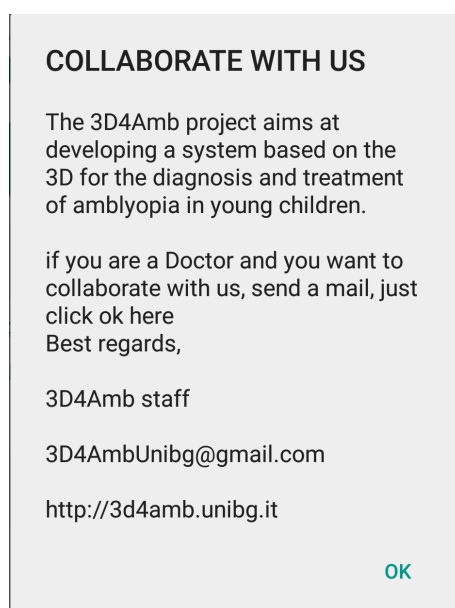 COLLABORATE WITH US
The 3D4Amb project aims at
developing a system based on the
3D for the diagnosis and treatment
of amblyopia in young children.
if you are a Doctor and you want to
collaborate with us, send a mail, just
click ok here
Best regards,
3D4Amb staff
3D4AmbUnibg@gmail.com
http://3d4amb.unibg.it
OK